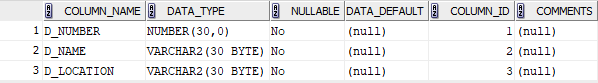 COLUMN_NAME DATA_TYPE NULLABLE DATA_DEFAULT COLUMN_ID COMMENTS
1 D_NUMBER NUMBER(30,0) No (null) 1 (null)
2 D_NAME VARCHAR2(30 BYTE) No (null) 2 (null)
3 D_LOCATION VARCHAR2(30 BYTE) No (null) 3 (null)